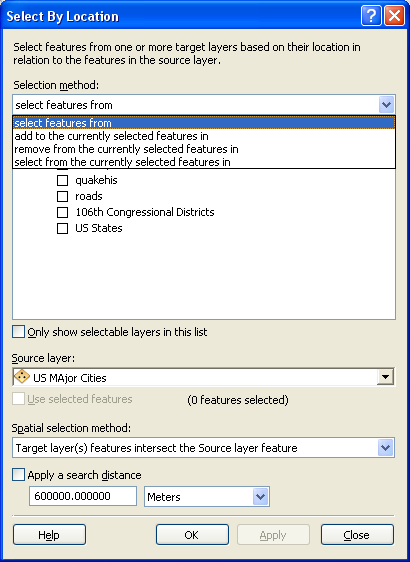 Select By Location
Select features from one or more target layers based on their location in
relation to the features in the source layer.
Selection method:
select features from
select features from
add to the currently selected features in
remove from the currently selected features in
select from the currently selected features in
quakehis
roads
106th Congressional Districts
US States
Only show selectable layers in this list
Source layer:
US MAjor Cities
Use selected features (0 features selected)
Spatial selection method:
Target layer(s) features intersect the Source layer feature
Apply a search distance
600000.000000 Meters
Help OK Apply Close